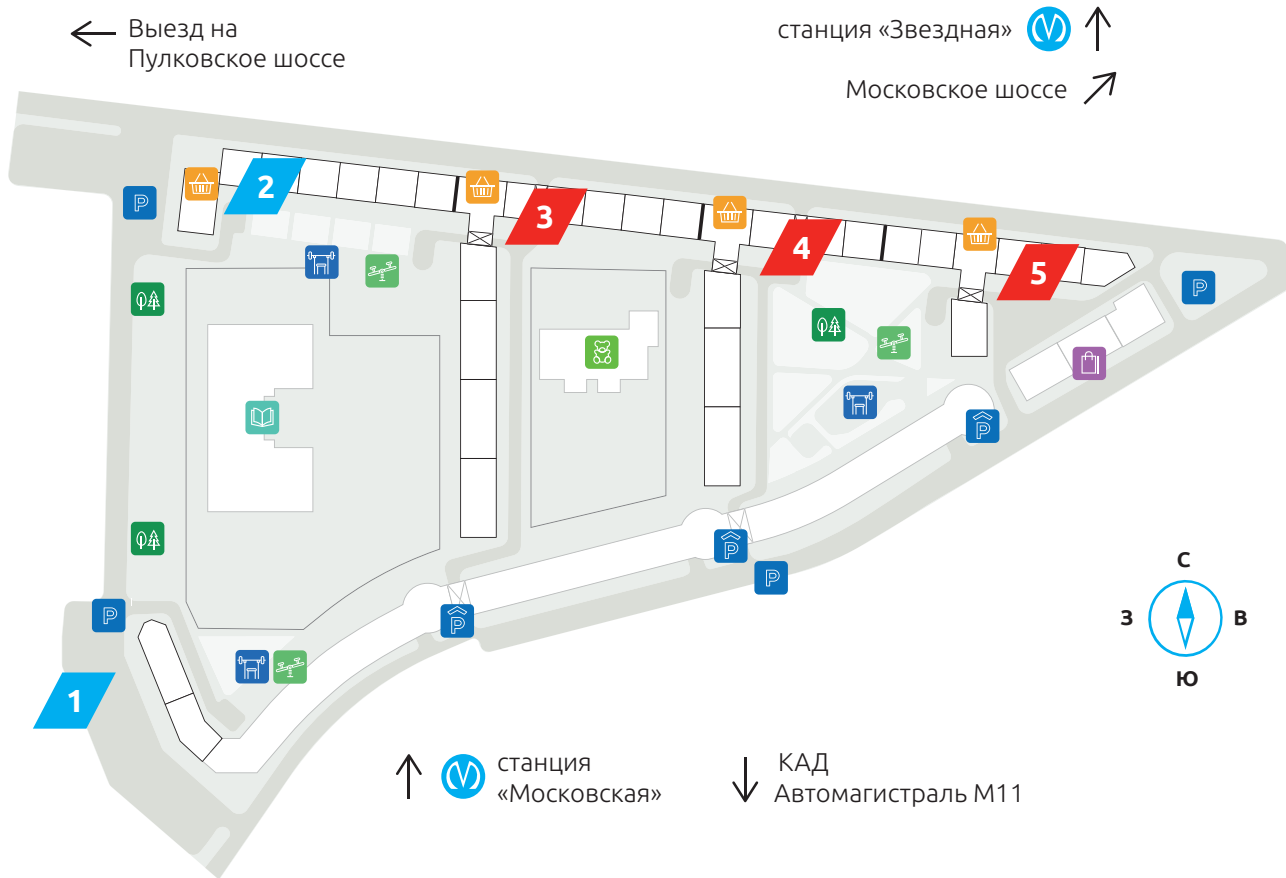 Выезд на
Пулковское шоссе
станция «Звездная»
Московское шоссе
2
3
4
5
P
P
P
P
P
P
P
1
С
З
В
Ю
станция
«Московская»
КАД
Автомагистраль М11